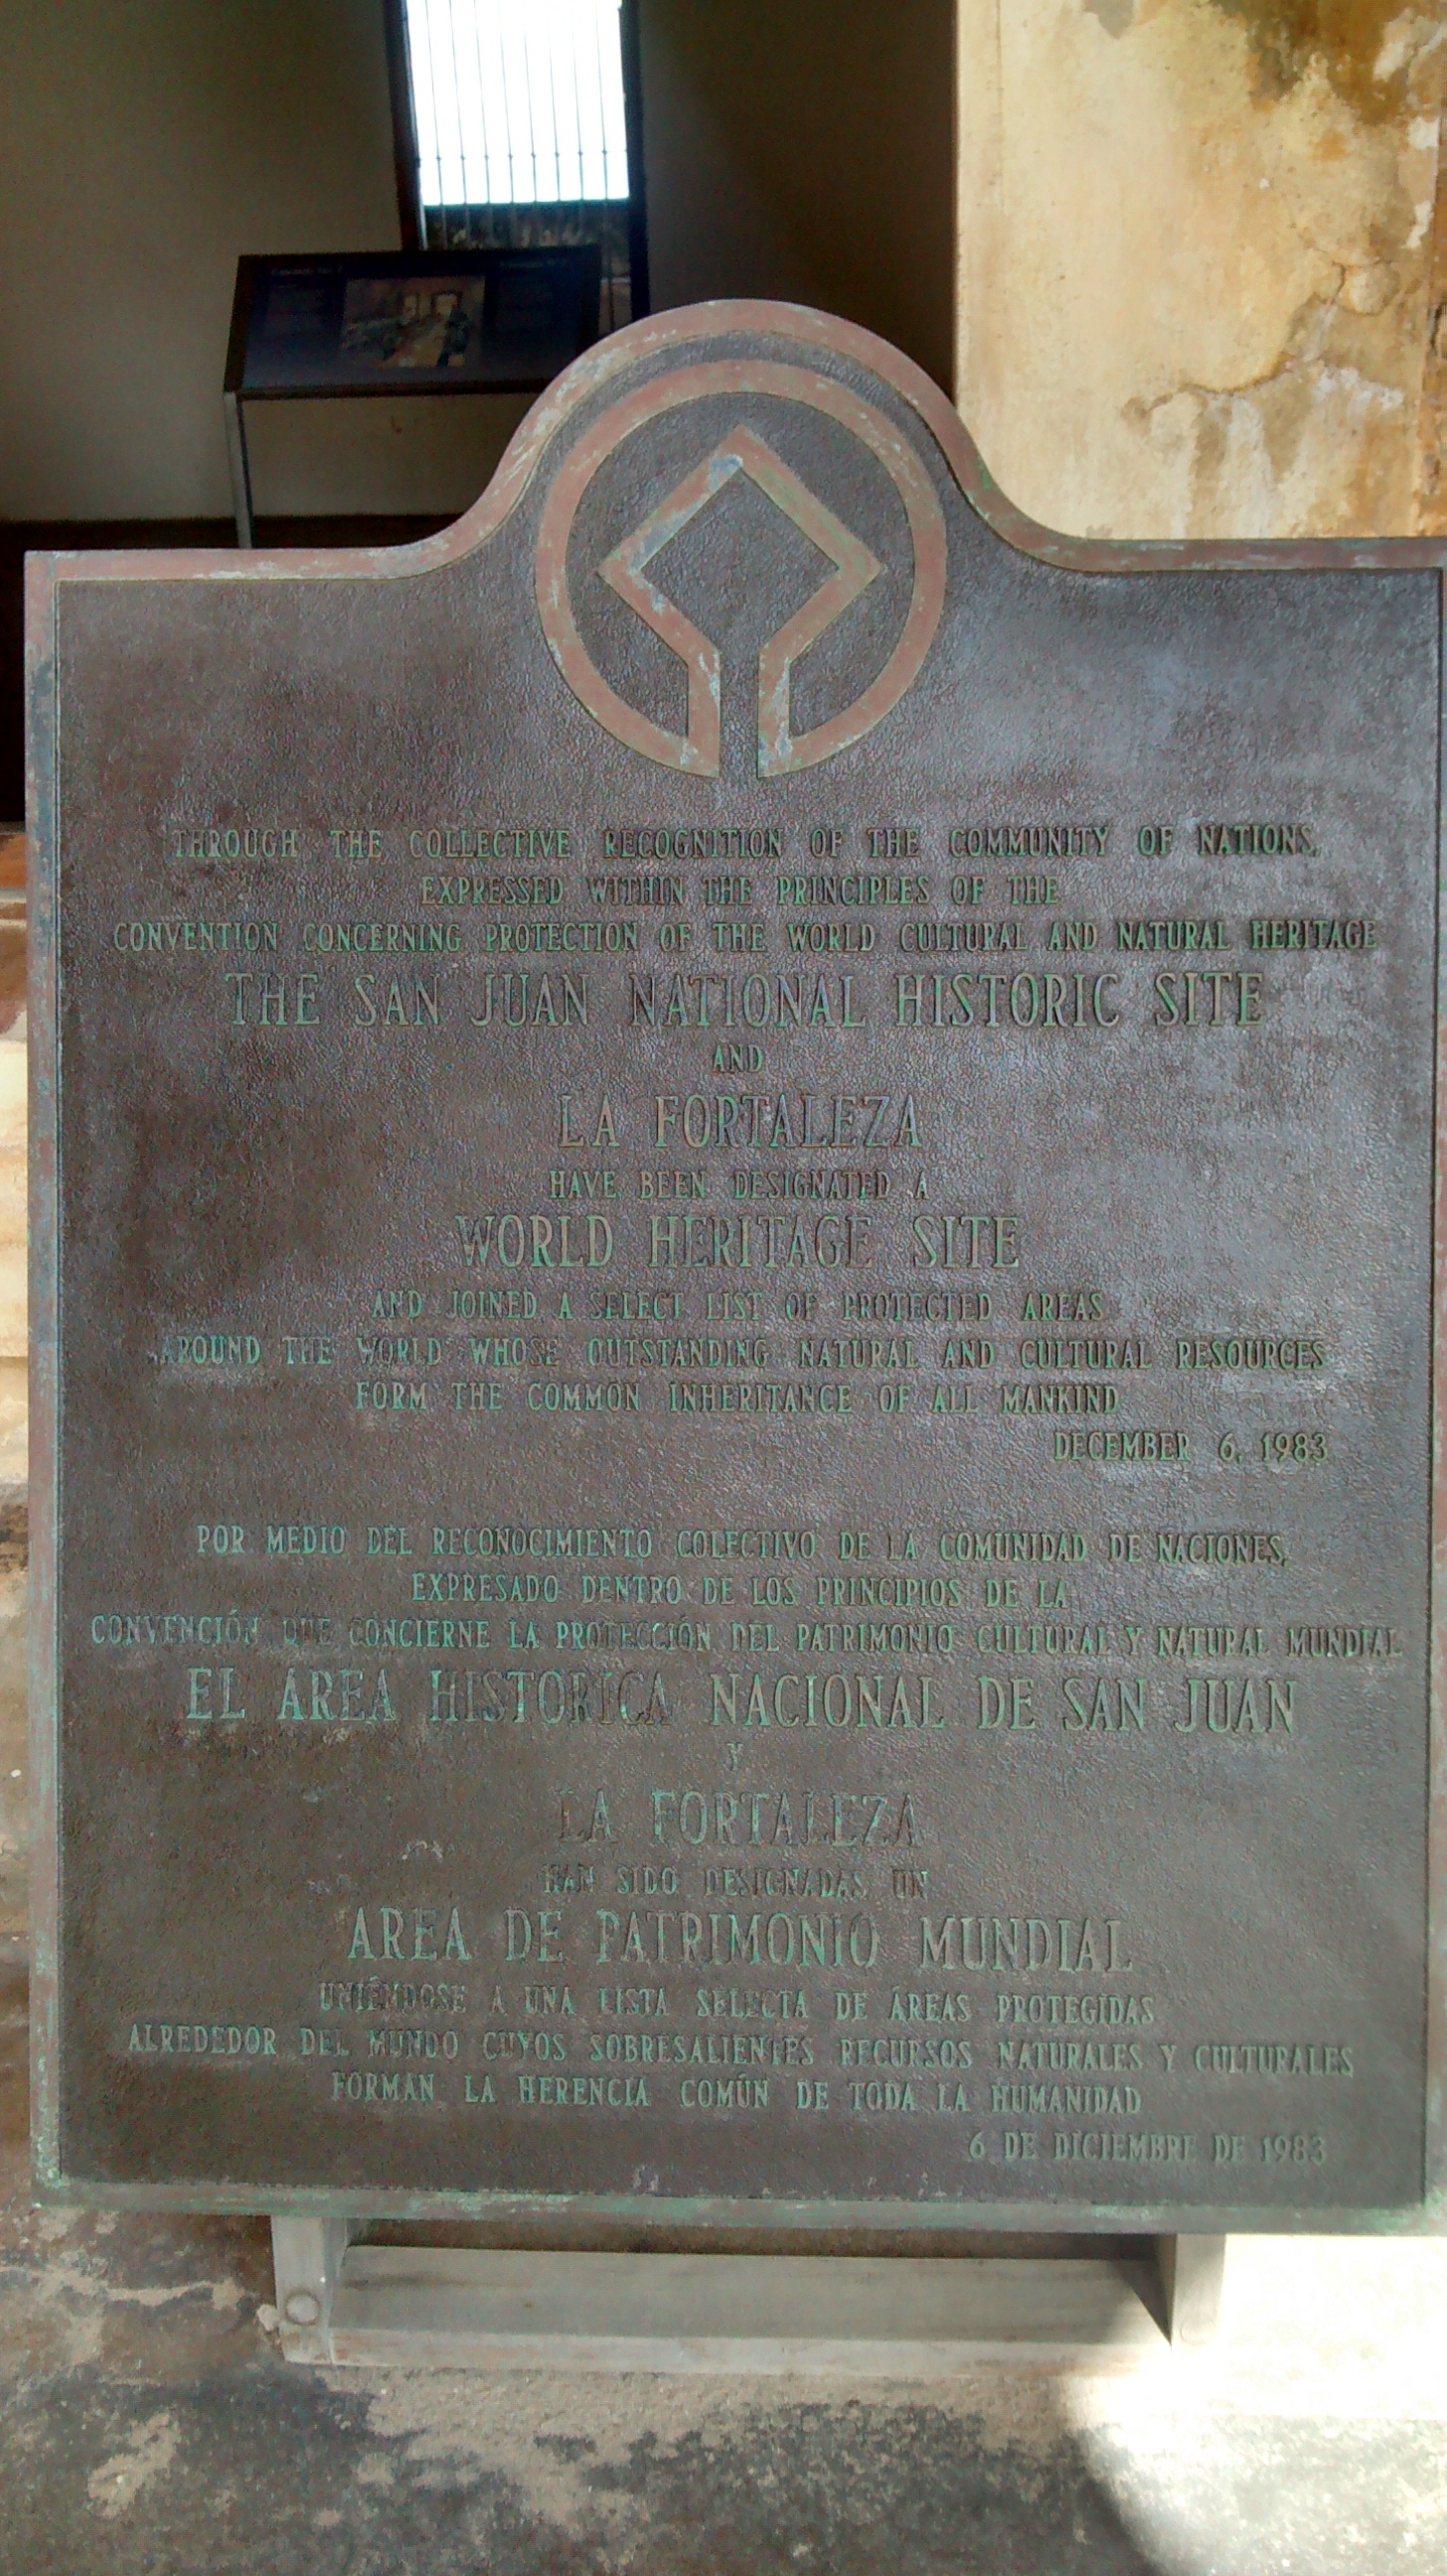 THROUGH THE COLLECTIVE RECOGNITION OF THE COMMUNITY OF NATIONS,
EXPRESSED WITHIN THE PRINCIPLES OF THE
CONVENTION CONCERNING PROTECTION OF THE WORLD CULTURAL AND NATURAL HERITAGE
THE SAN JUAN NATIONAL HISTORIC SITE
AND
LA FORTALEZA
HAVE BEEN DESIGNATED A
WORLD HERITAGE SITE
AND JOINED A SELECT LIST OF PROTECTED AREAS
AROUND THE WORLD WHOSE OUTSTANDING NATURAL AND CULTURAL RESOURCES
FORM THE COMMON INHERITANCE OF ALL MANKIND
DECEMBER 6, 1983
POR MEDIO DEL RECONOCIMIENTO COLECTIVO DE LA COMUNIDAD DE NACIONES,
EXPRESADO DENTRO DE LOS PRINCIPIOS DE LA
CONVENCIÓN QUE CONCIERNE LA PROTECCIÓN DEL PATRIMONIO CULTURAL Y NATURAL MUNDIAL
EL ÁREA HISTORICA NACIONAL DE SAN JUAN
Y
LA FORTALEZA
HAN SIDO DESIGNADAS UN
AREA DE PATRIMONIO MUNDIAL
UNIÉNDOSE A UNA LISTA SELECTA DE ÁREAS PROTEGIDAS
ALREDEDOR DEL MUNDO CUYOS SOBRESALIENTES RECURSOS NATURALES Y CULTURALES
FORMAN LA HERENCIA COMÚN DE TODA LA HUMANIDAD
6 DE DICIEMBRE DE 1983